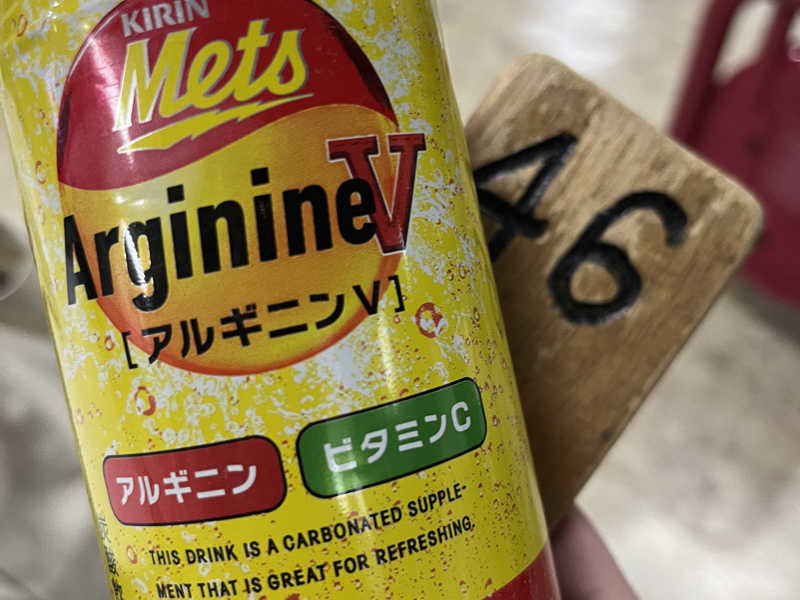 KIRIN
Mets
ArginineV
[アルギニンV]
46
アルギニン
ビタミンC
THIS DRINK IS A CARBONATED SUPPLE-
MENT THAT IS GREAT FOR REFRESHING.